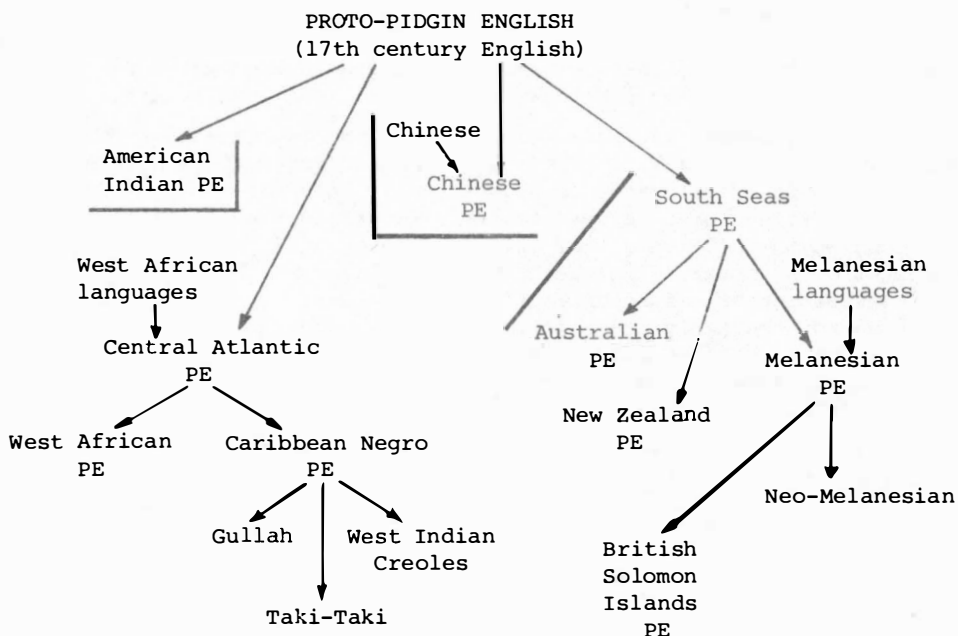 PROTO-PIDGIN ENGLISH
(17th century English)
American
Indian PE
Chinese
Chinese
PE
South Seas
PE
West African
languages
Melanesian
languages
Central Atlantic
PE
Australian
PE
Melanesian
PE
West African
PE
Caribbean Negro
PE
New Zealand
PE
Neo-Melanesian
Gullah
West Indian
Creoles
British
Solomon
Islands
PE
Taki-Taki